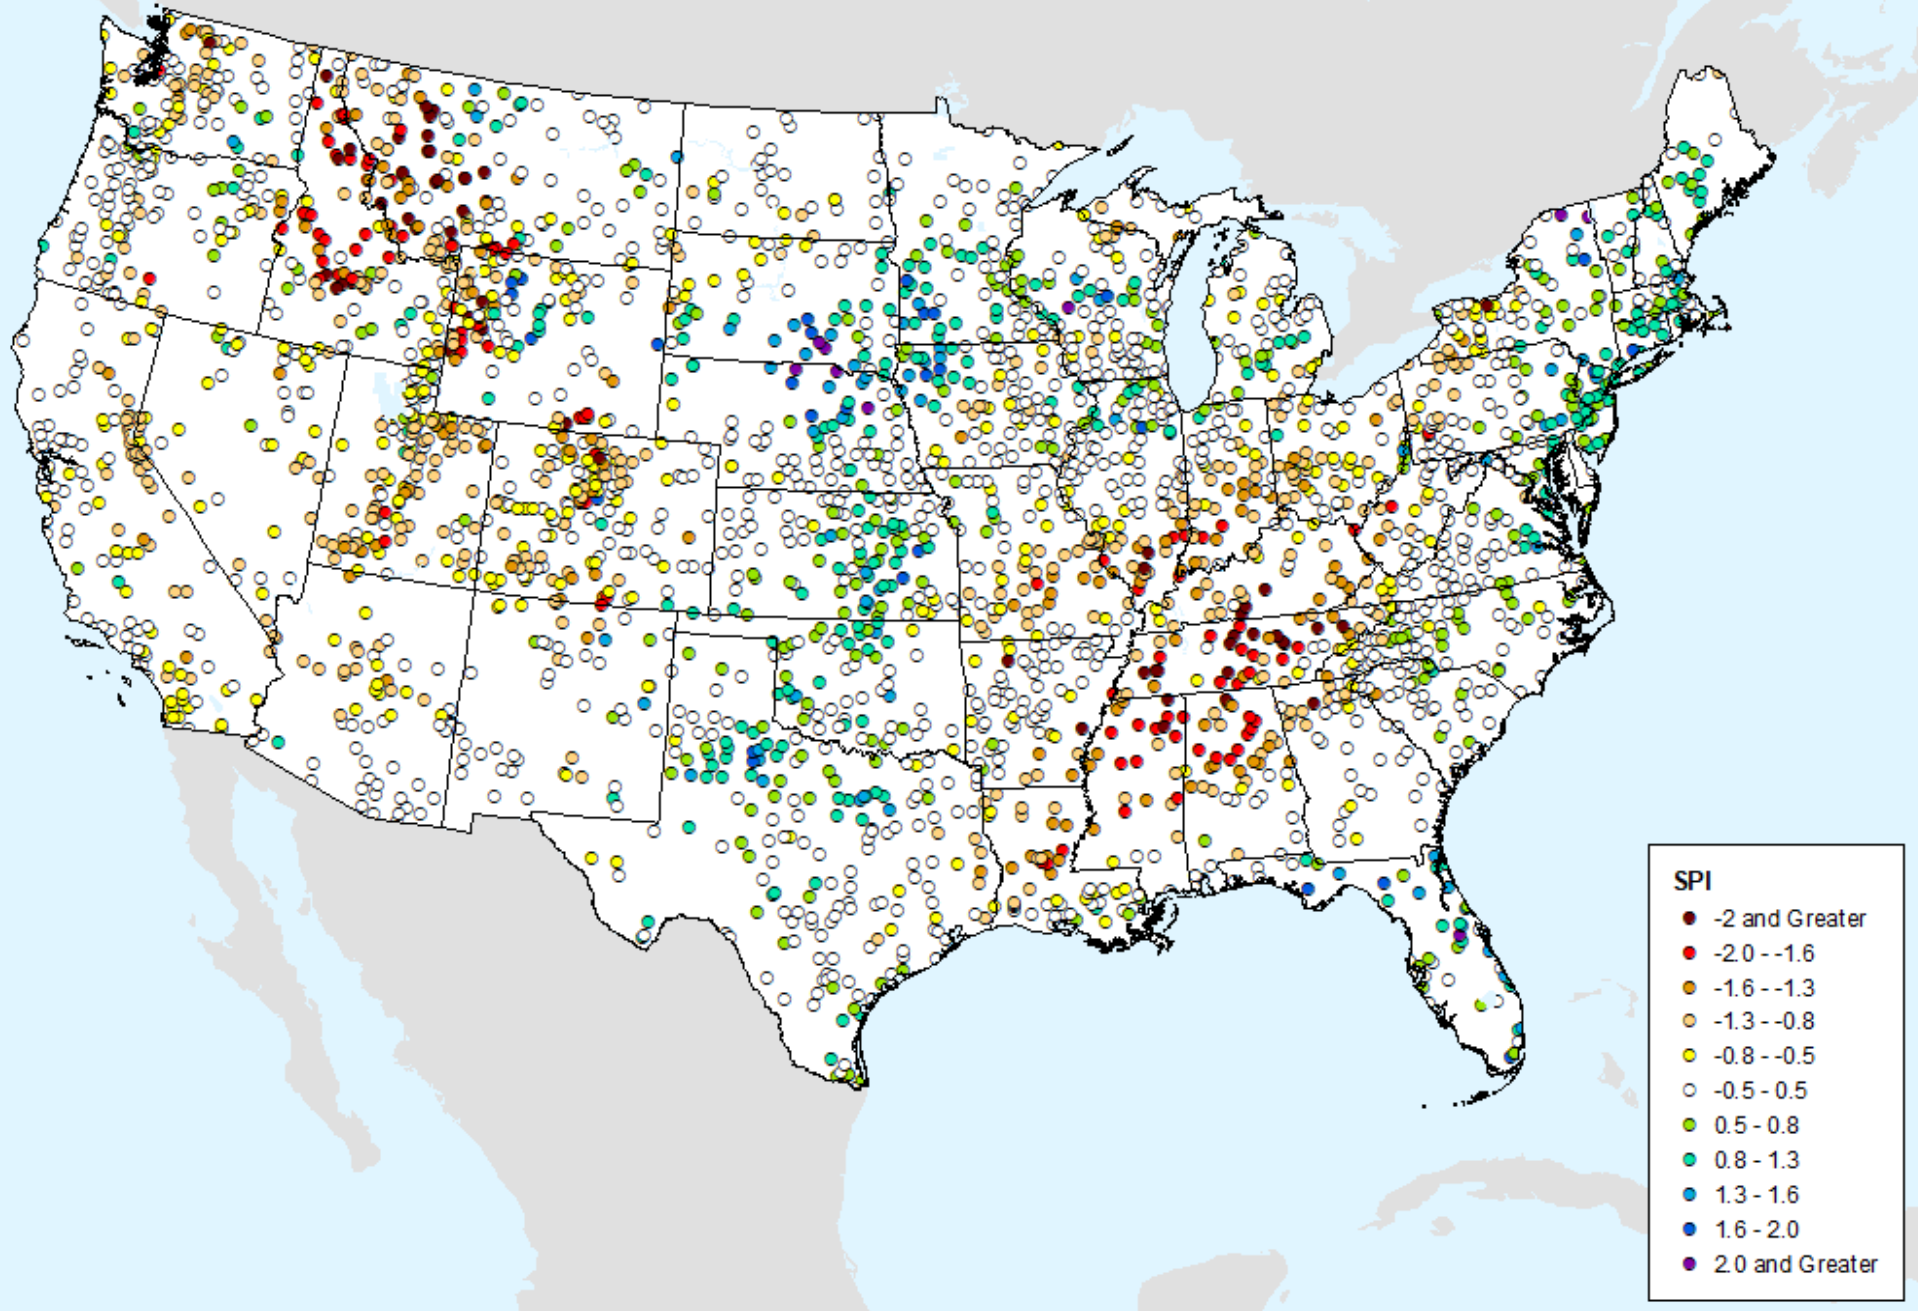 SPI
-2 and Greater
-2.0 - -1.6
-1.6 - -1.3
-1.3 - -0.8
-0.8 - -0.5
-0.5 - 0.5
0.5 - 0.8
0.8 - 1.3
1.3 - 1.6
1.6 - 2.0
2.0 and Greater